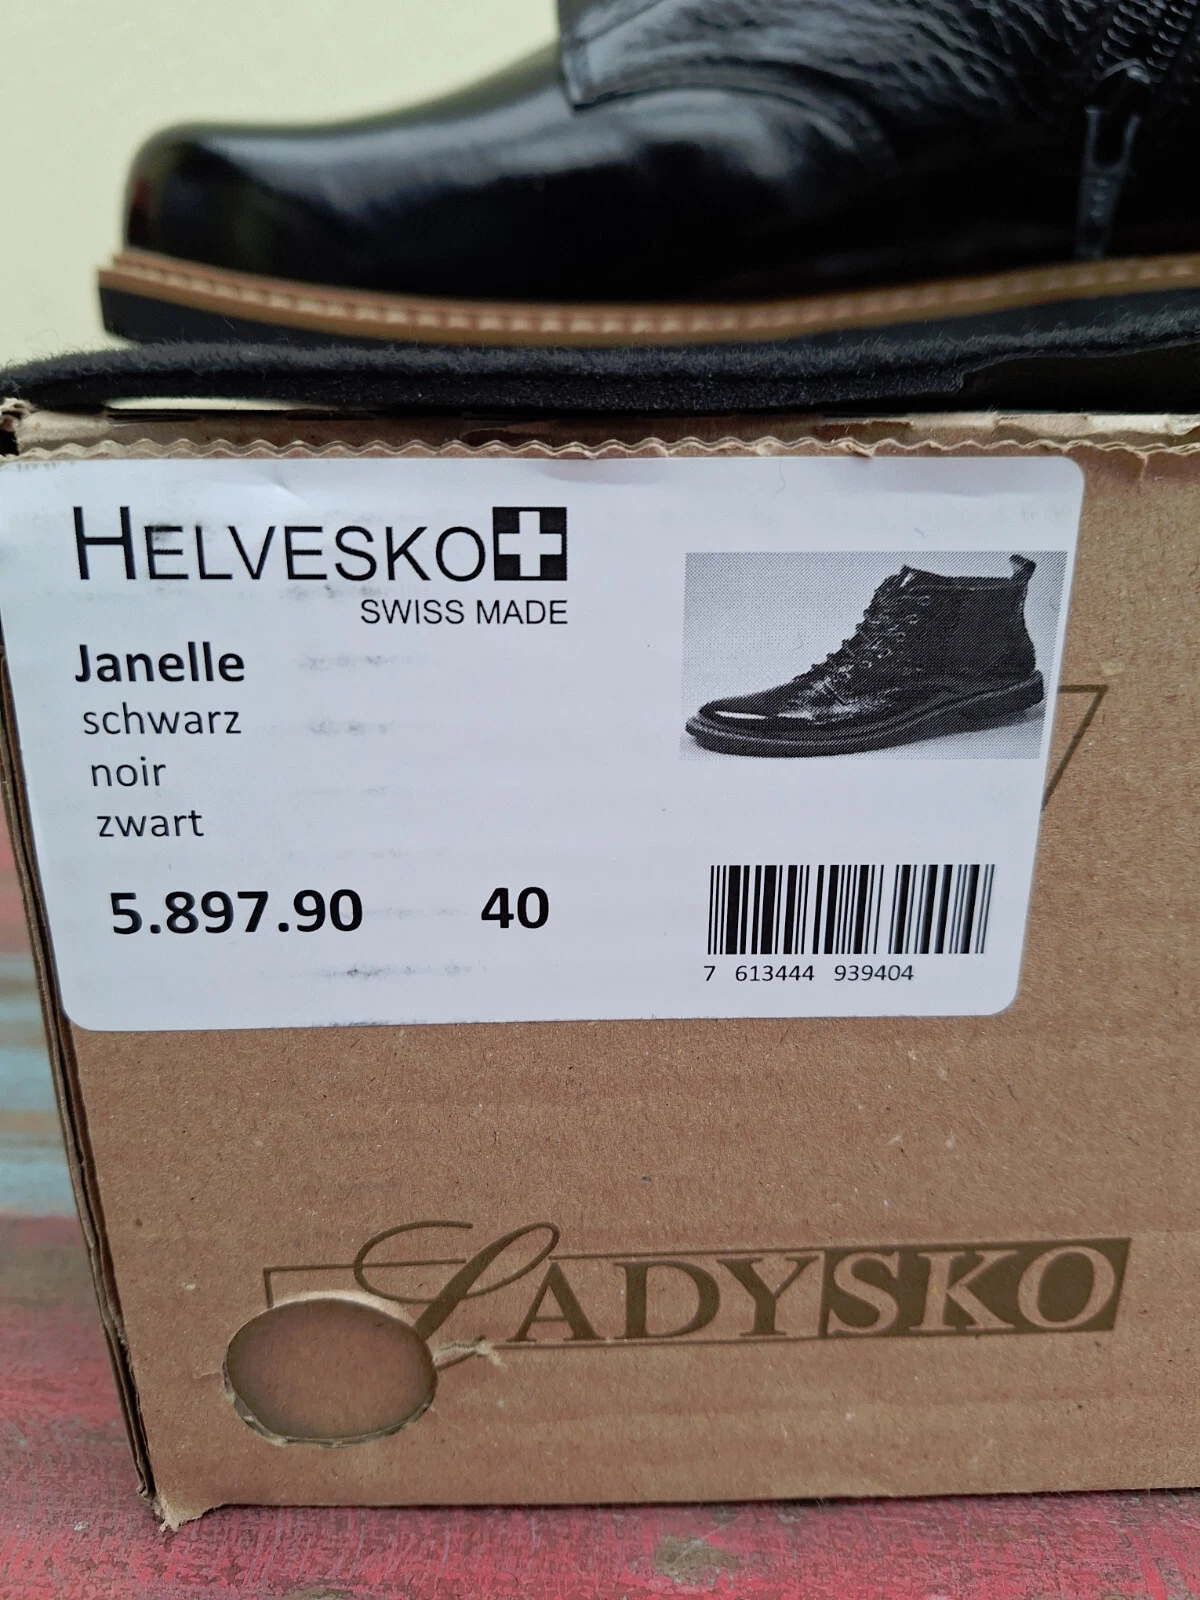 HELVESKO
SWISS MADE
Janelle
schwarz
noir
zwart
5.897.90 40
7 613444 939404
LADYSKO